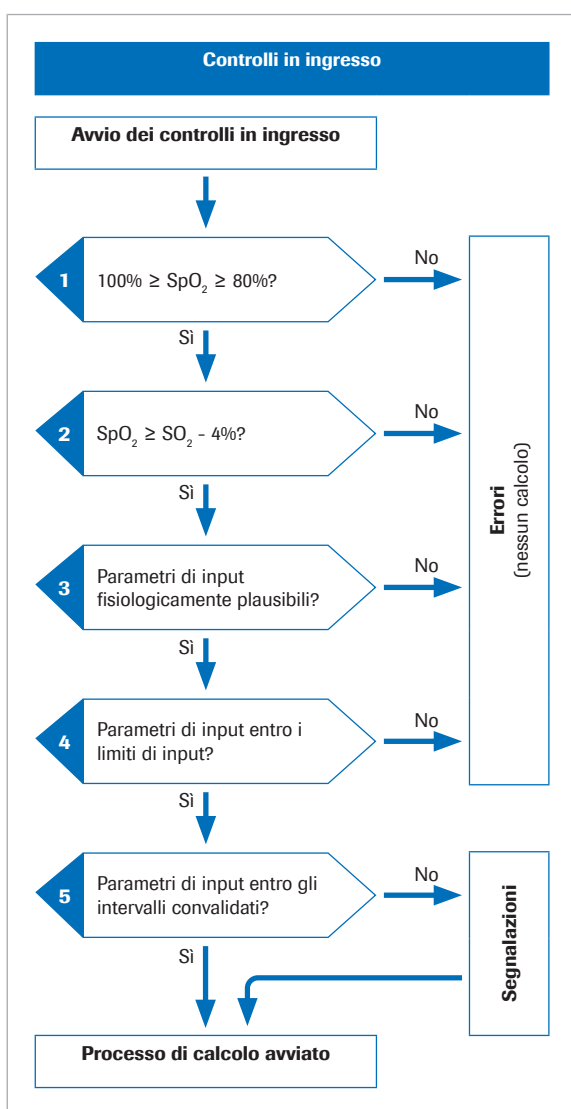 Controlli in ingresso
Avvio dei controlli in ingresso
1
100% ≥ SpO₂ ≥ 80%?
No
Sì
2
SpO₂ ≥ SO₂ - 4%?
No
Sì
3
Parametri di input
fisiologicamente plausibili?
No
Sì
4
Parametri di input entro i
limiti di input?
No
Errori
(nessun calcolo)
Sì
5
Parametri di input entro gli
intervalli convalidati?
No
Segnalazioni
Sì
Processo di calcolo avviato